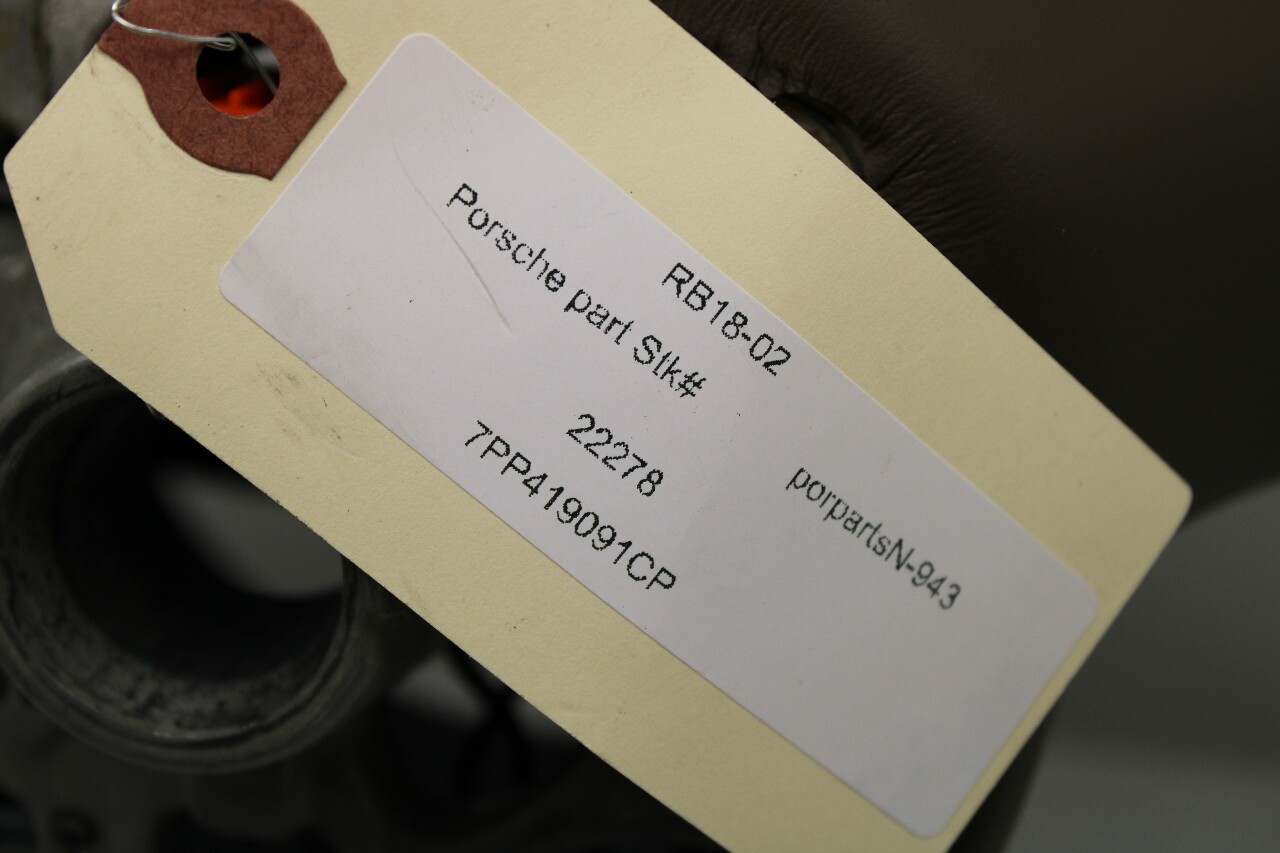 RB18-02
Porsche part Stk#
22278
7PP419091CP
porpartsN-943